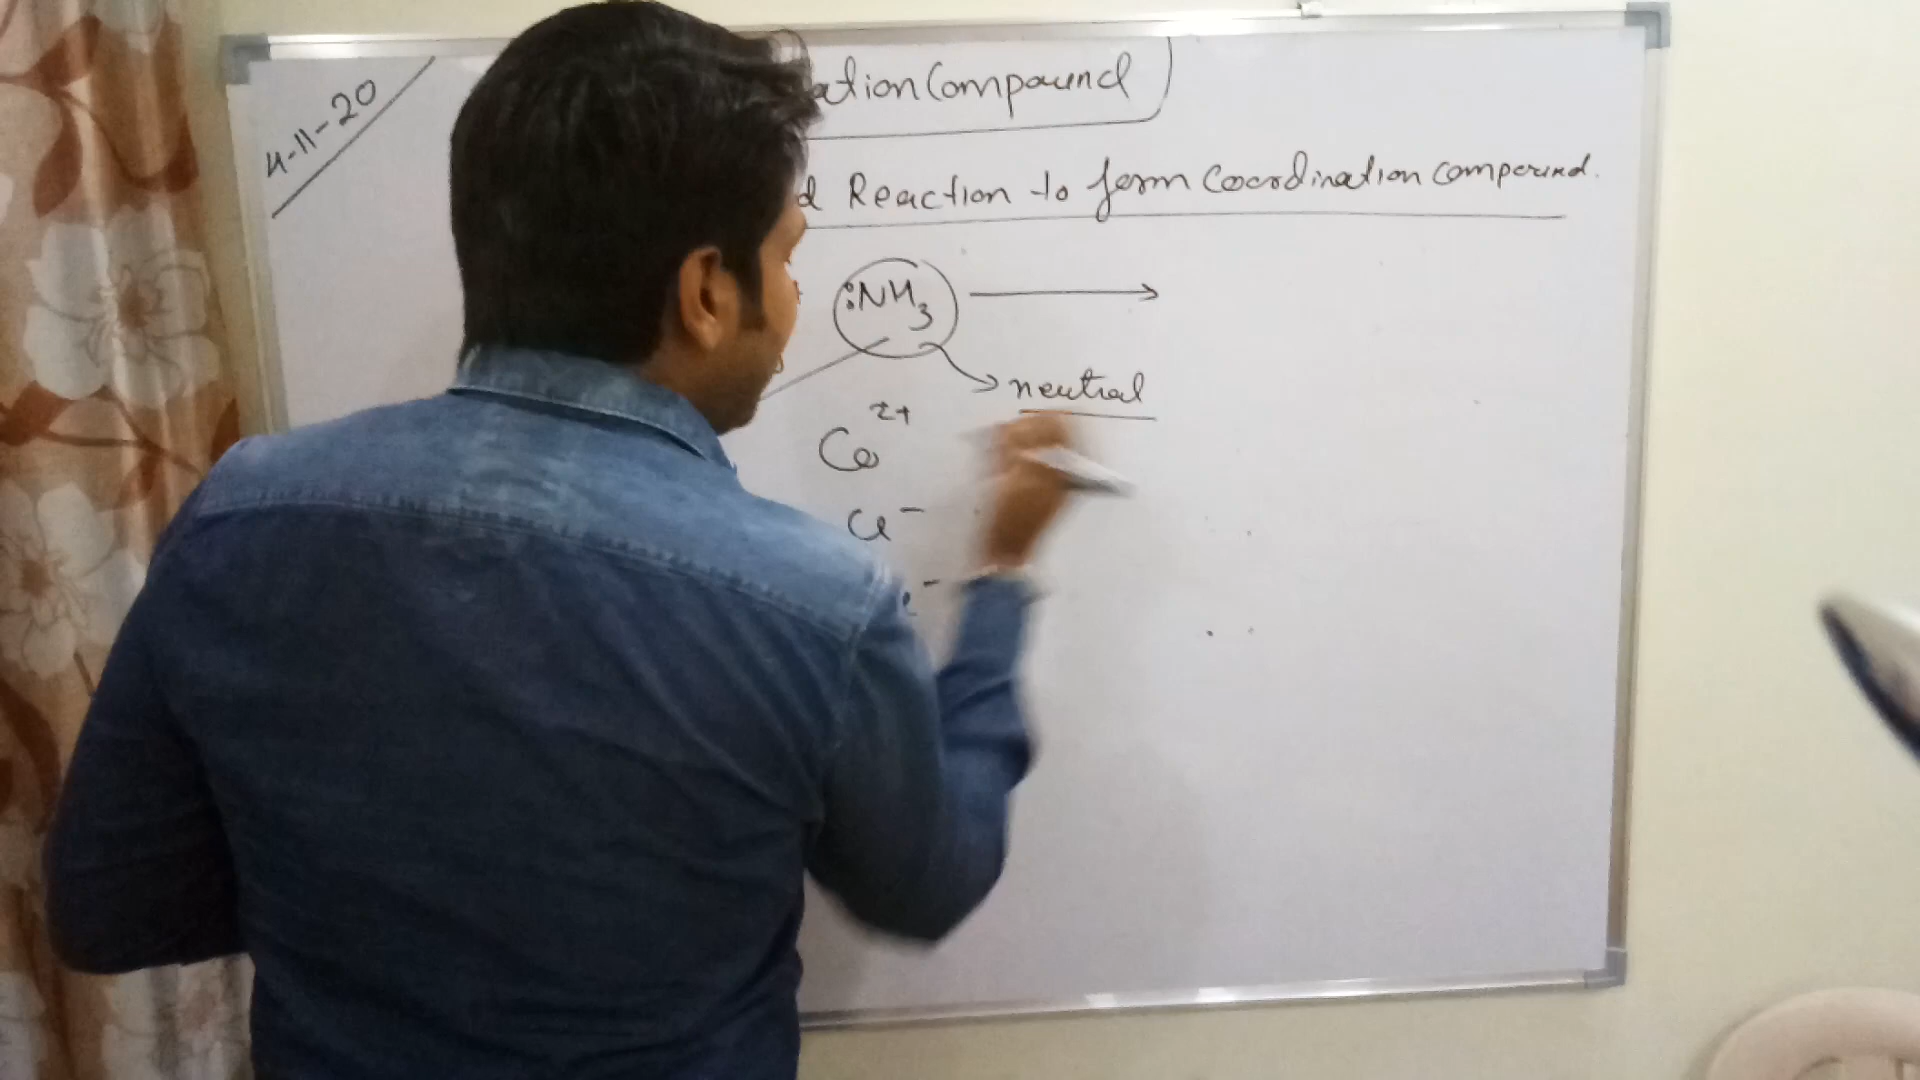 4-11-20
ation Compound
d Reaction to form Coordination compound.
:NH3
neutral
Co2+
Cl-
-